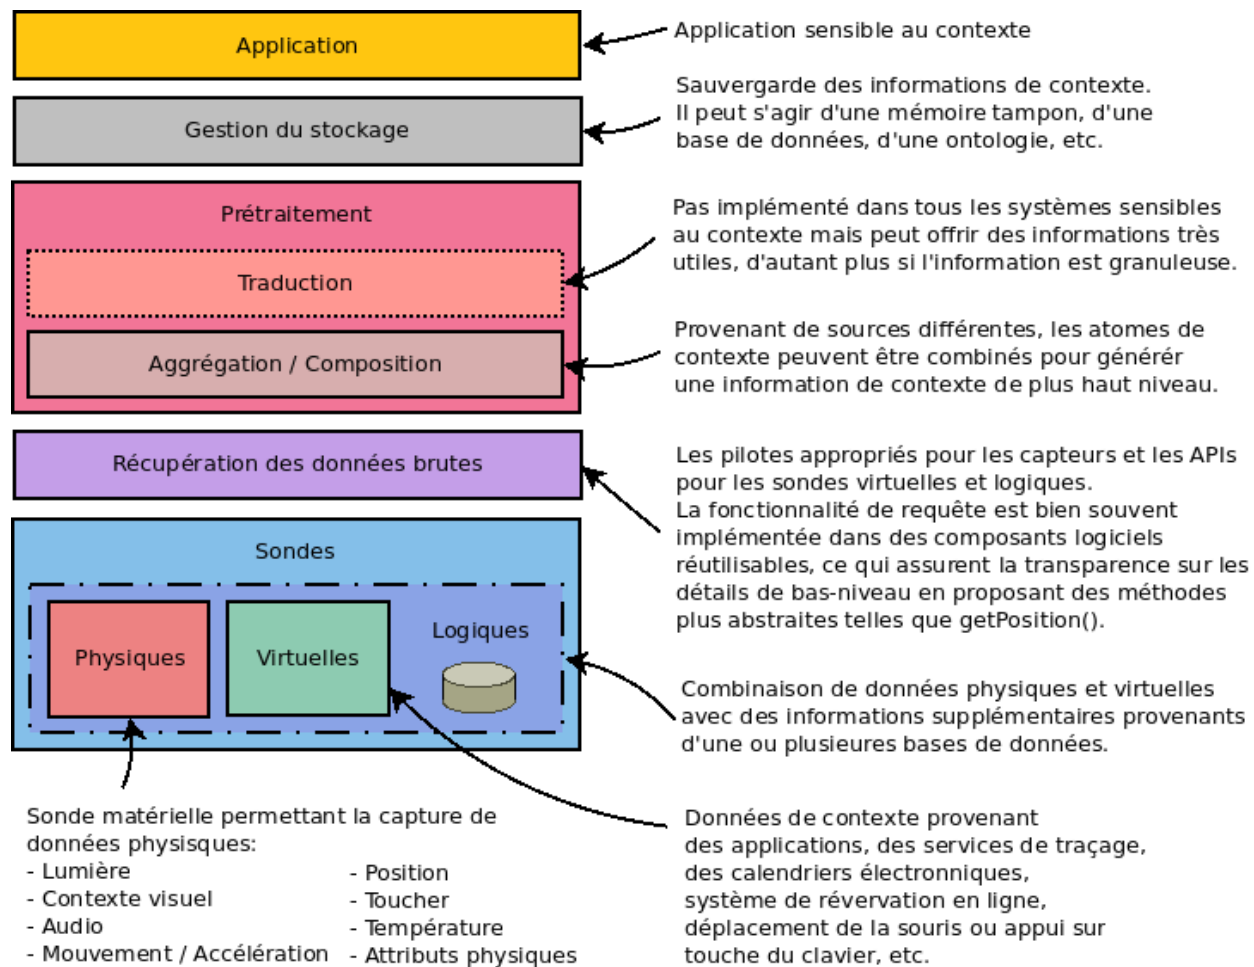 Application
Application sensible au contexte
Gestion du stockage
Sauvergarde des informations de contexte.
Il peut s'agir d'une mémoire tampon, d'une
base de données, d'une ontologie, etc.
Prétraitement
Traduction
Pas implémenté dans tous les systèmes sensibles
au contexte mais peut offrir des informations très
utiles, d'autant plus si l'information est granuleuse.
Aggrégation / Composition
Provenant de sources différentes, les atomes de
contexte peuvent être combinés pour générér
une information de contexte de plus haut niveau.
Récupération des données brutes
Les pilotes appropriés pour les capteurs et les APIs
pour les sondes virtuelles et logiques.
La fonctionnalité de requête est bien souvent
implémentée dans des composants logiciels
réutilisables, ce qui assurent la transparence sur les
détails de bas-niveau en proposant des méthodes
plus abstraites telles que getPosition().
Sondes
Physiques
Virtuelles
Logiques
Combinaison de données physiques et virtuelles
avec des informations supplémentaires provenants
d'une ou plusieures bases de données.
Sonde matérielle permettant la capture de
données physisques:
- Lumière
- Contexte visuel
- Audio
- Mouvement / Accélération
- Position
- Toucher
- Température
- Attributs physiques
Données de contexte provenant
des applications, des services de traçage,
des calendriers électronniques,
système de révervation en ligne,
déplacement de la souris ou appui sur
touche du clavier, etc.